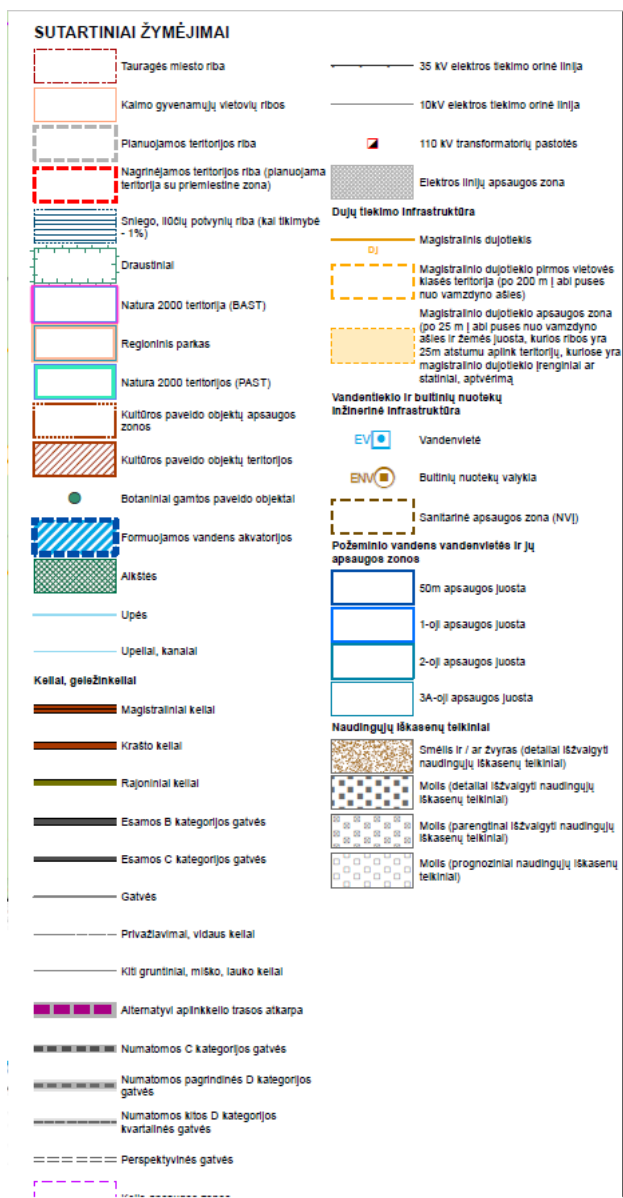 SUTARTINIAI ŽYMĖJIMAI
Tauragės miesto riba
Kaimo gyvenamųjų vietovių ribos
Planuojamos teritorijos riba
Nagrinėjamos teritorijos riba (planuojama
teritorija su priemiestine zona)
Sniego, liūčių potvynių riba (kai tikimybė
- 1%)
Draustiniai
Natura 2000 teritorija (BAST)
Regioninis parkas
Natura 2000 teritorijos (PAST)
Kultūros paveldo objektų apsaugos
zonos
Kultūros paveldo objektų teritorijos
Botaniniai gamtos paveldo objektai
Formuojamos vandens akvatorijos
Aikštės
Upės
Upeliai, kanalai
Keliai, geležinkeliai
Magistraliniai keliai
Krašto keliai
Rajoniniai keliai
Esamos B kategorijos gatvės
Esamos C kategorijos gatvės
Gatvės
Privažiavimai, vidaus keliai
Kiti gruntiniai, miško, lauko keliai
Alternatyvi aplinkkelio trasos atkarpa
Numatomos C kategorijos gatvės
Numatomos pagrindinės D kategorijos
gatvės
Numatomos kitos D kategorijos
kvartalinės gatvės
Perspektyvinės gatvės
Kelio apsaugos zonos
35 kV elektros tiekimo orinė linija
10kV elektros tiekimo orinė linija
110 kV transformatorių pastotės
Elektros linijų apsaugos zona
Dujų tiekimo infrastruktūra
Magistralinis dujotiekis
DJ
Magistralinio dujotiekio pirmos vietovės
klasės teritorija (po 200 m į abi puses
nuo vamzdyno ašies)
Magistralinio dujotiekio apsaugos zona
(po 25 m į abi puses nuo vamzdyno
ašies ir žemės juosta, kurios ribos yra
25m atstumu aplink teritorijų, kuriose yra
magistralinio dujotiekio įrenginiai ar
statiniai, aptvėrimą
Vandentiekio ir buitinių nuotekų
inžinerinė infrastruktūra
EV
Vandenvietė
ENV
Buitinių nuotekų valykla
Sanitarinė apsaugos zona (NVĮ)
Požeminio vandens vandenvietės ir jų
apsaugos zonos
50m apsaugos juosta
1-oji apsaugos juosta
2-oji apsaugos juosta
3A-oji apsaugos juosta
Naudingųjų iškasenų telkiniai
Smėlis ir / ar žvyras (detaliai išžvalgyti
naudingųjų iškasenų telkiniai)
Molis (detaliai išžvalgyti naudingųjų
iškasenų telkiniai)
Molis (parengtinai išžvalgyti naudingųjų
iškasenų telkiniai)
Molis (prognoziniai naudingųjų iškasenų
telkiniai)